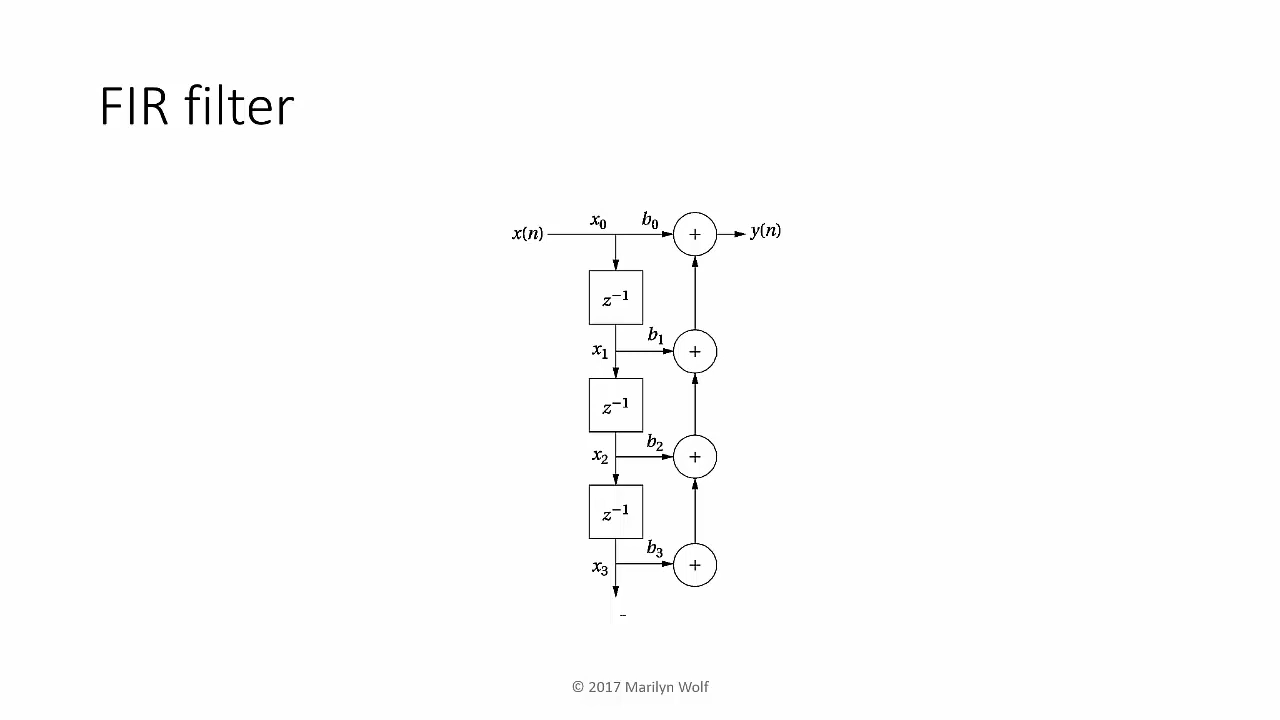 FIR filter
x(n) x₀ b₀ + y(n)
z⁻¹
x₁ b₁ +
z⁻¹
x₂ b₂ +
z⁻¹
x₃ b₃ +
© 2017 Marilyn Wolf